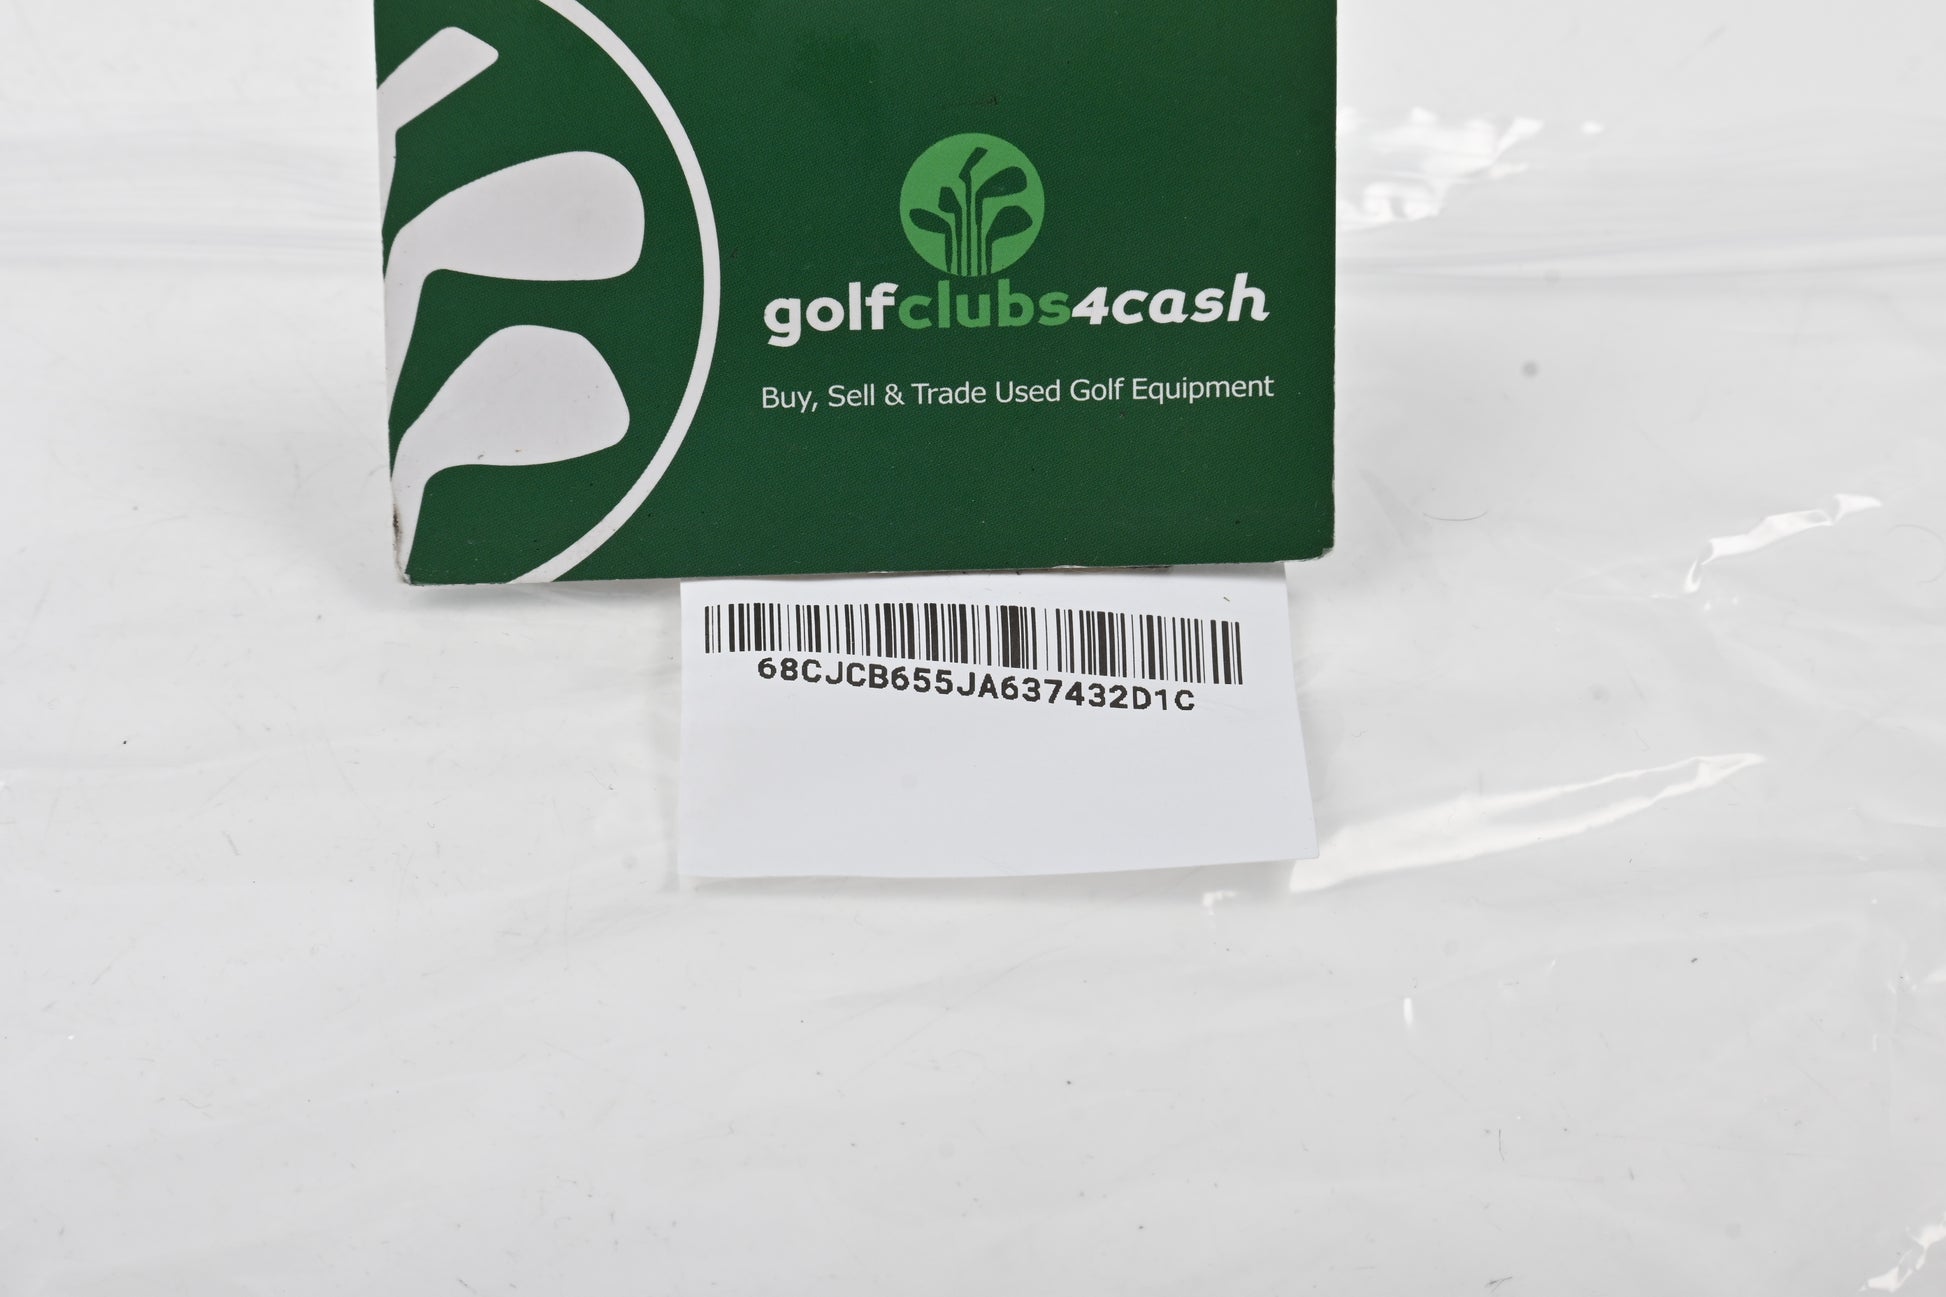 golfclubs4cash
Buy, Sell & Trade Used Golf Equipment
68CJCB655JA637432D1C